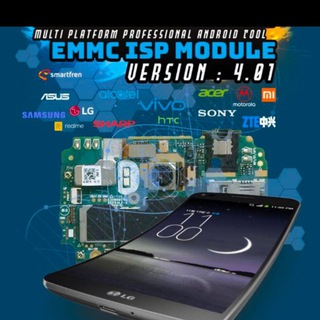 MULTI PLATFORM PROFESSIONAL ANDROID TOOL
EMMC ISP MODULE
VERSION : 4.01
smartfren
ASUS
alcatel
acer
motorola
mi
SAMSUNG
LG
vivo
SONY
realme
SHARP
htc
ZTE中兴
LG